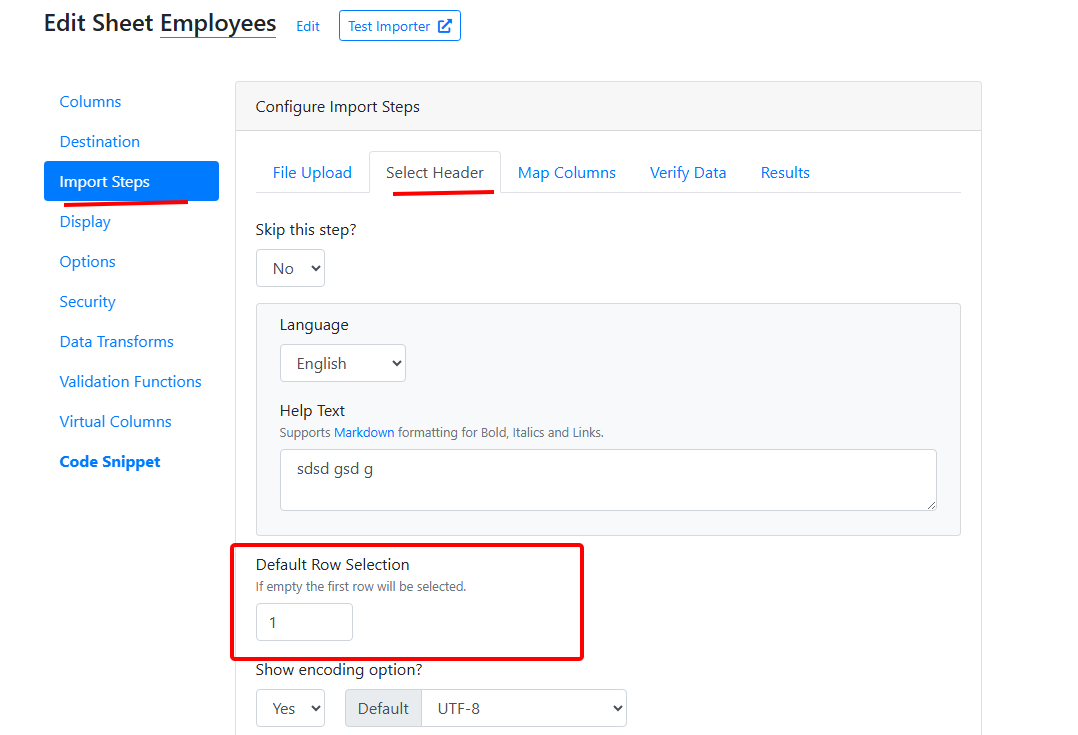 Edit Sheet Employees Edit Test Importer
Columns
Destination
Import Steps
Display
Options
Security
Data Transforms
Validation Functions
Virtual Columns
Code Snippet
Configure Import Steps
File Upload Select Header Map Columns Verify Data Results
Skip this step?
No
Language
English
Help Text
Supports Markdown formatting for Bold, Italics and Links.
sdsd gsd g
Default Row Selection
If empty the first row will be selected.
1
Show encoding option?
Yes Default UTF-8